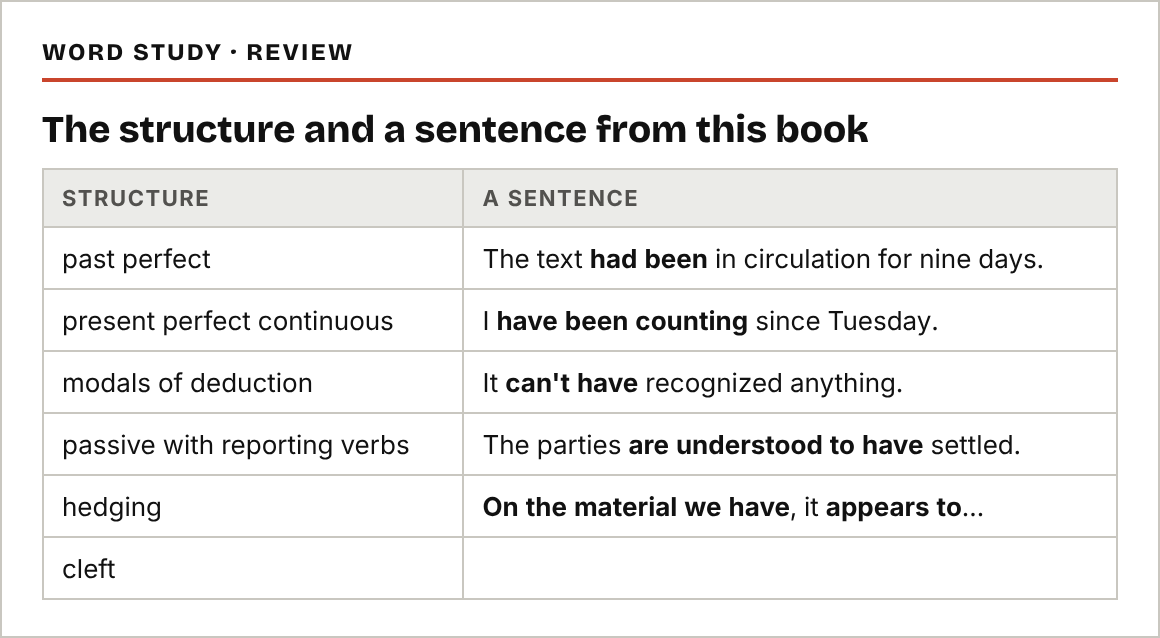 WORD STUDY · REVIEW
The structure and a sentence from this book
STRUCTURE A SENTENCE
past perfect The text had been in circulation for nine days.
present perfect continuous I have been counting since Tuesday.
modals of deduction It can't have recognized anything.
passive with reporting verbs The parties are understood to have settled.
hedging On the material we have, it appears to…
cleft